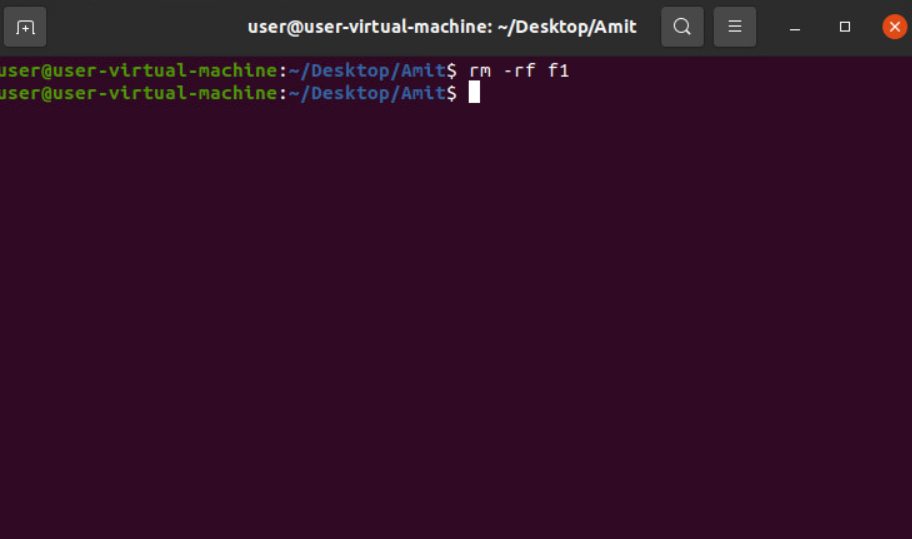 user@user-virtual-machine: ~/Desktop/Amit
user@user-virtual-machine:~/Desktop/Amit$ rm -rf f1
user@user-virtual-machine:~/Desktop/Amit$